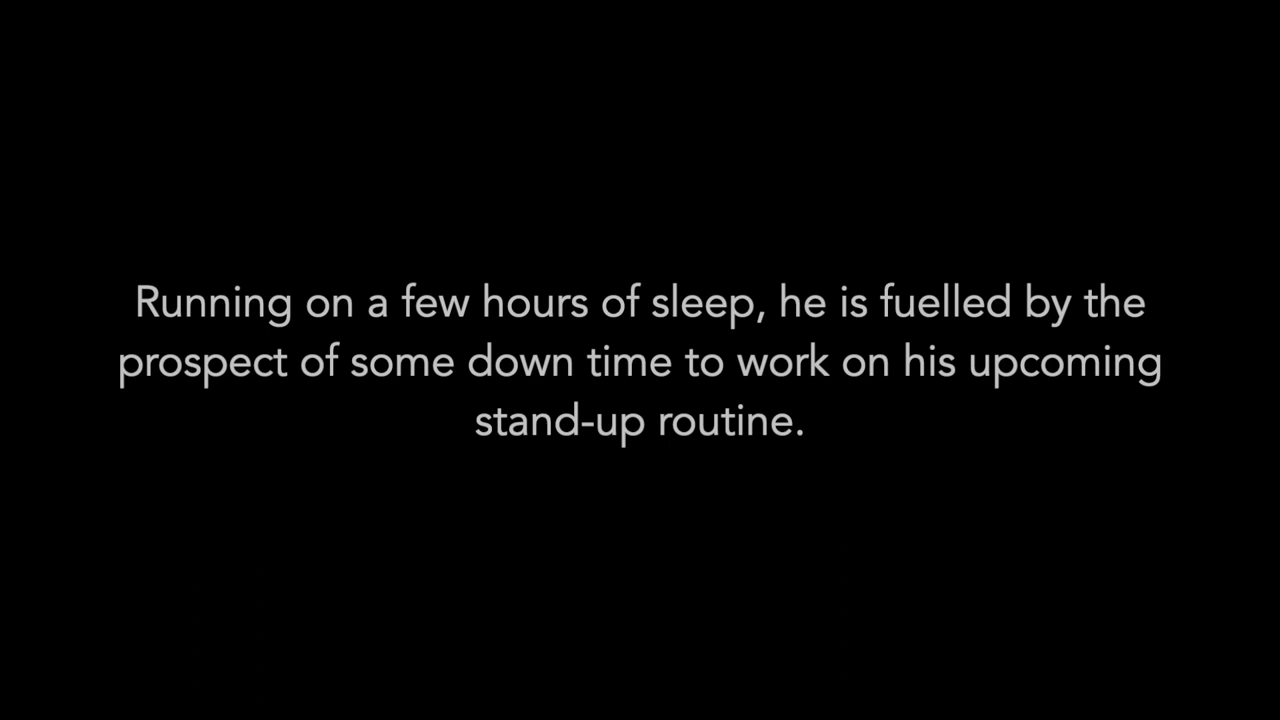 Running on a few hours of sleep, he is fuelled by the
prospect of some down time to work on his upcoming
stand-up routine.